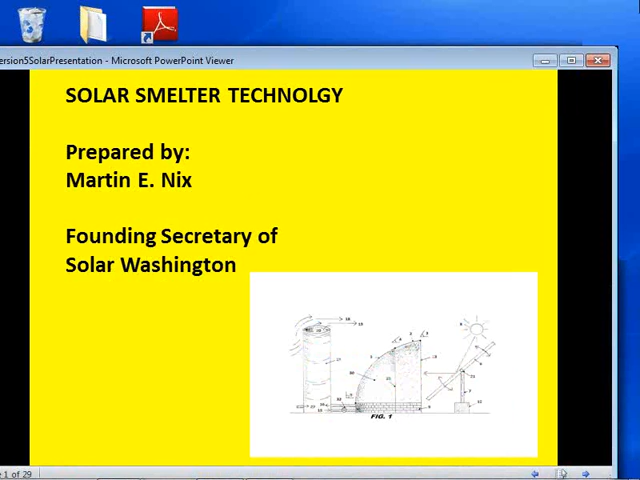 ersion5SolarPresentation - Microsoft PowerPoint Viewer
SOLAR SMELTER TECHNOLGY
Prepared by:
Martin E. Nix
Founding Secretary of
Solar Washington
FIG. 1
1 of 29